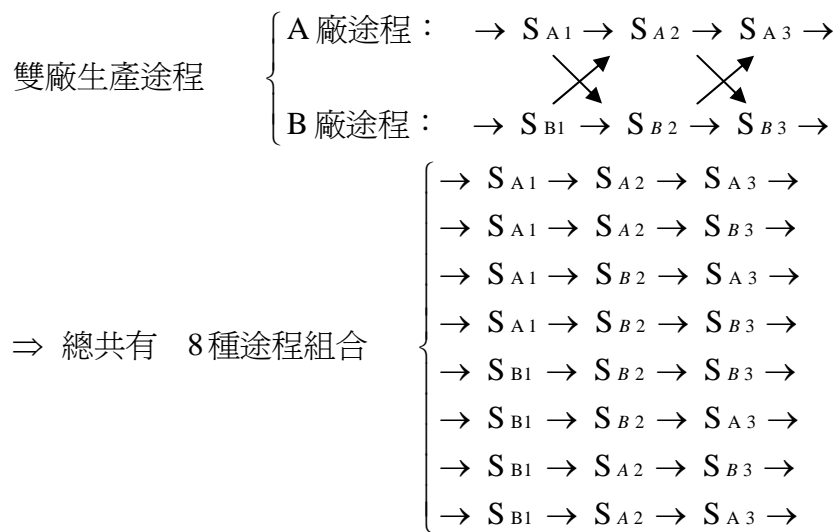 A 廠途程： → S A1 → S A2 → S A3 →
雙廠生產途程
B 廠途程： → S B1 → S B2 → S B3 →
→ S A1 → S A2 → S A3 →
→ S A1 → S A2 → S B3 →
→ S A1 → S B2 → S A3 →
→ S A1 → S B2 → S B3 →
⇒ 總共有 8種途程組合
→ S B1 → S B2 → S B3 →
→ S B1 → S B2 → S A3 →
→ S B1 → S A2 → S B3 →
→ S B1 → S A2 → S A3 →